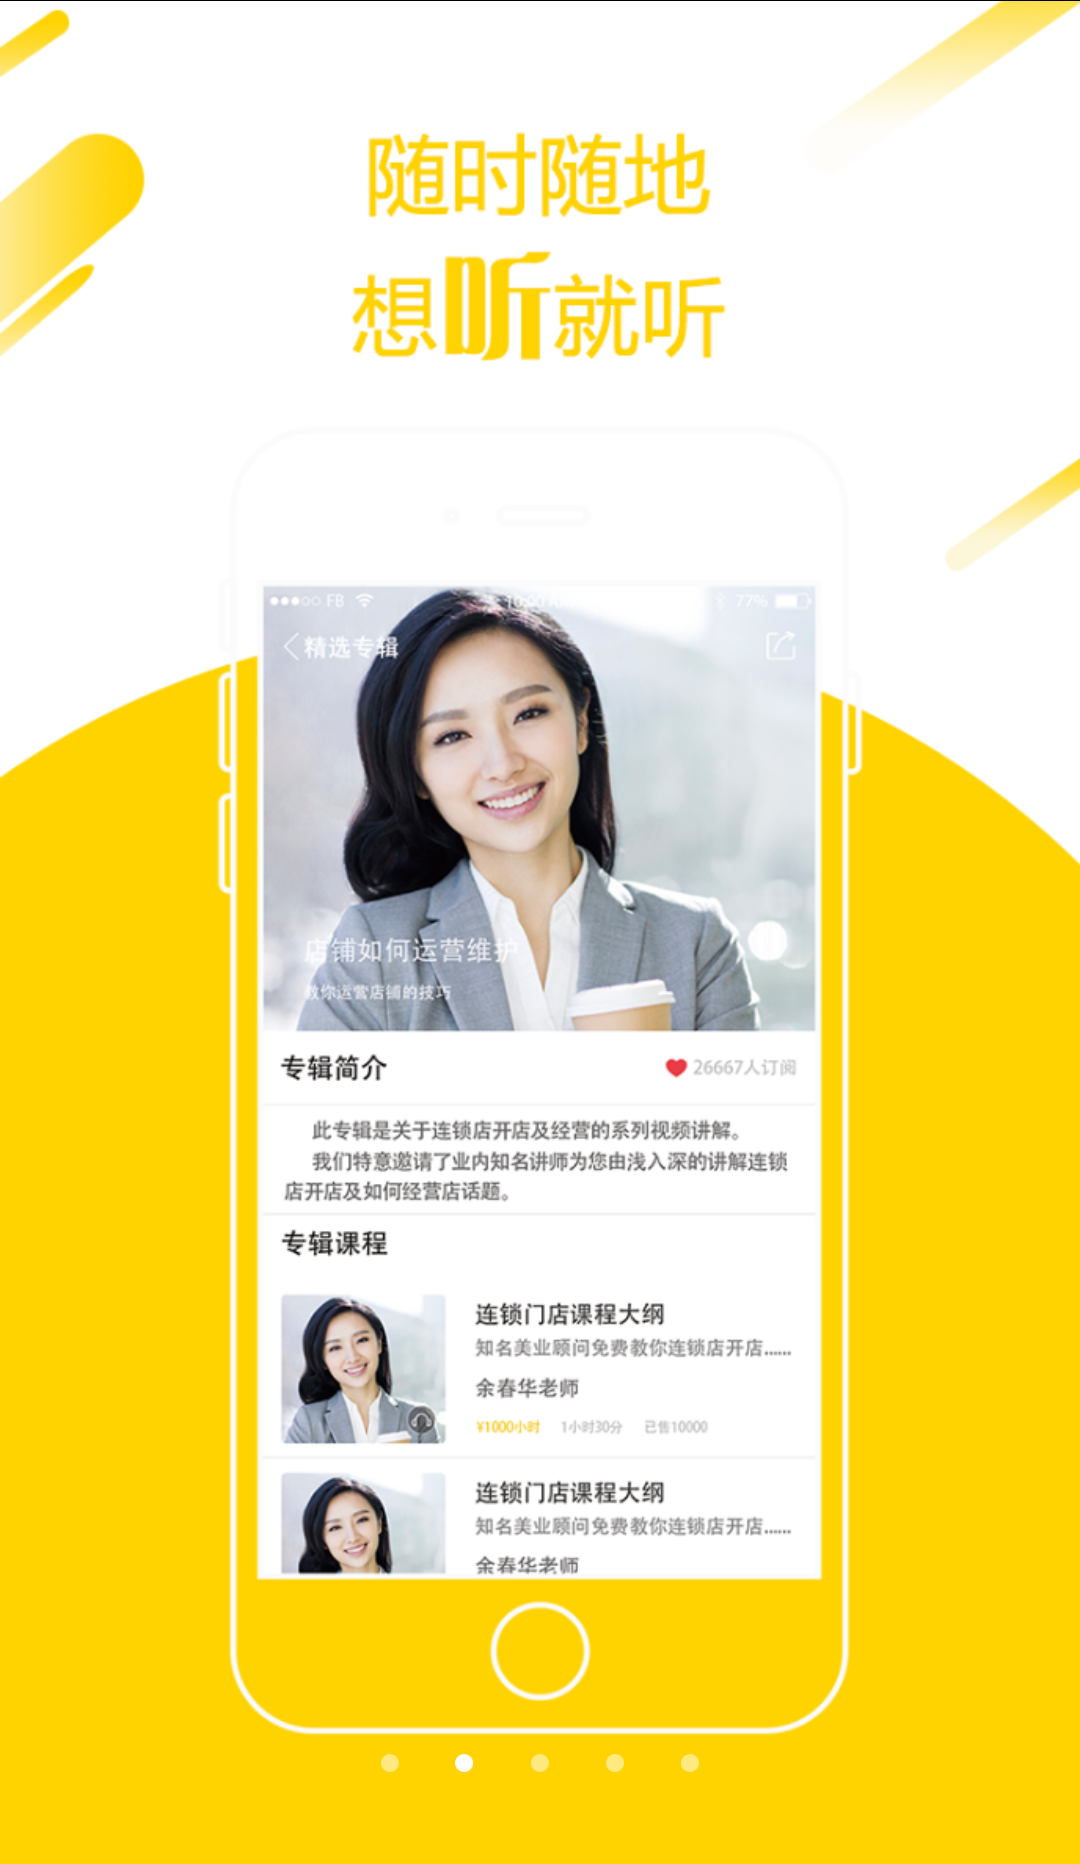 随时随地
想听就听
FB 10:00 77%
精选专辑
店铺如何运营维护
教你运营店铺的技巧
专辑简介
26667人订阅
此专辑是关于连锁店开店及经营的系列视频讲解。
我们特意邀请了业内知名讲师为您由浅入深的讲解连锁
店开店及如何经营店话题。
专辑课程
连锁门店课程大纲
知名美业顾问免费教你连锁店开店......
余春华老师
¥1000小时 1小时30分 已售10000
连锁门店课程大纲
知名美业顾问免费教你连锁店开店......
余春华老师